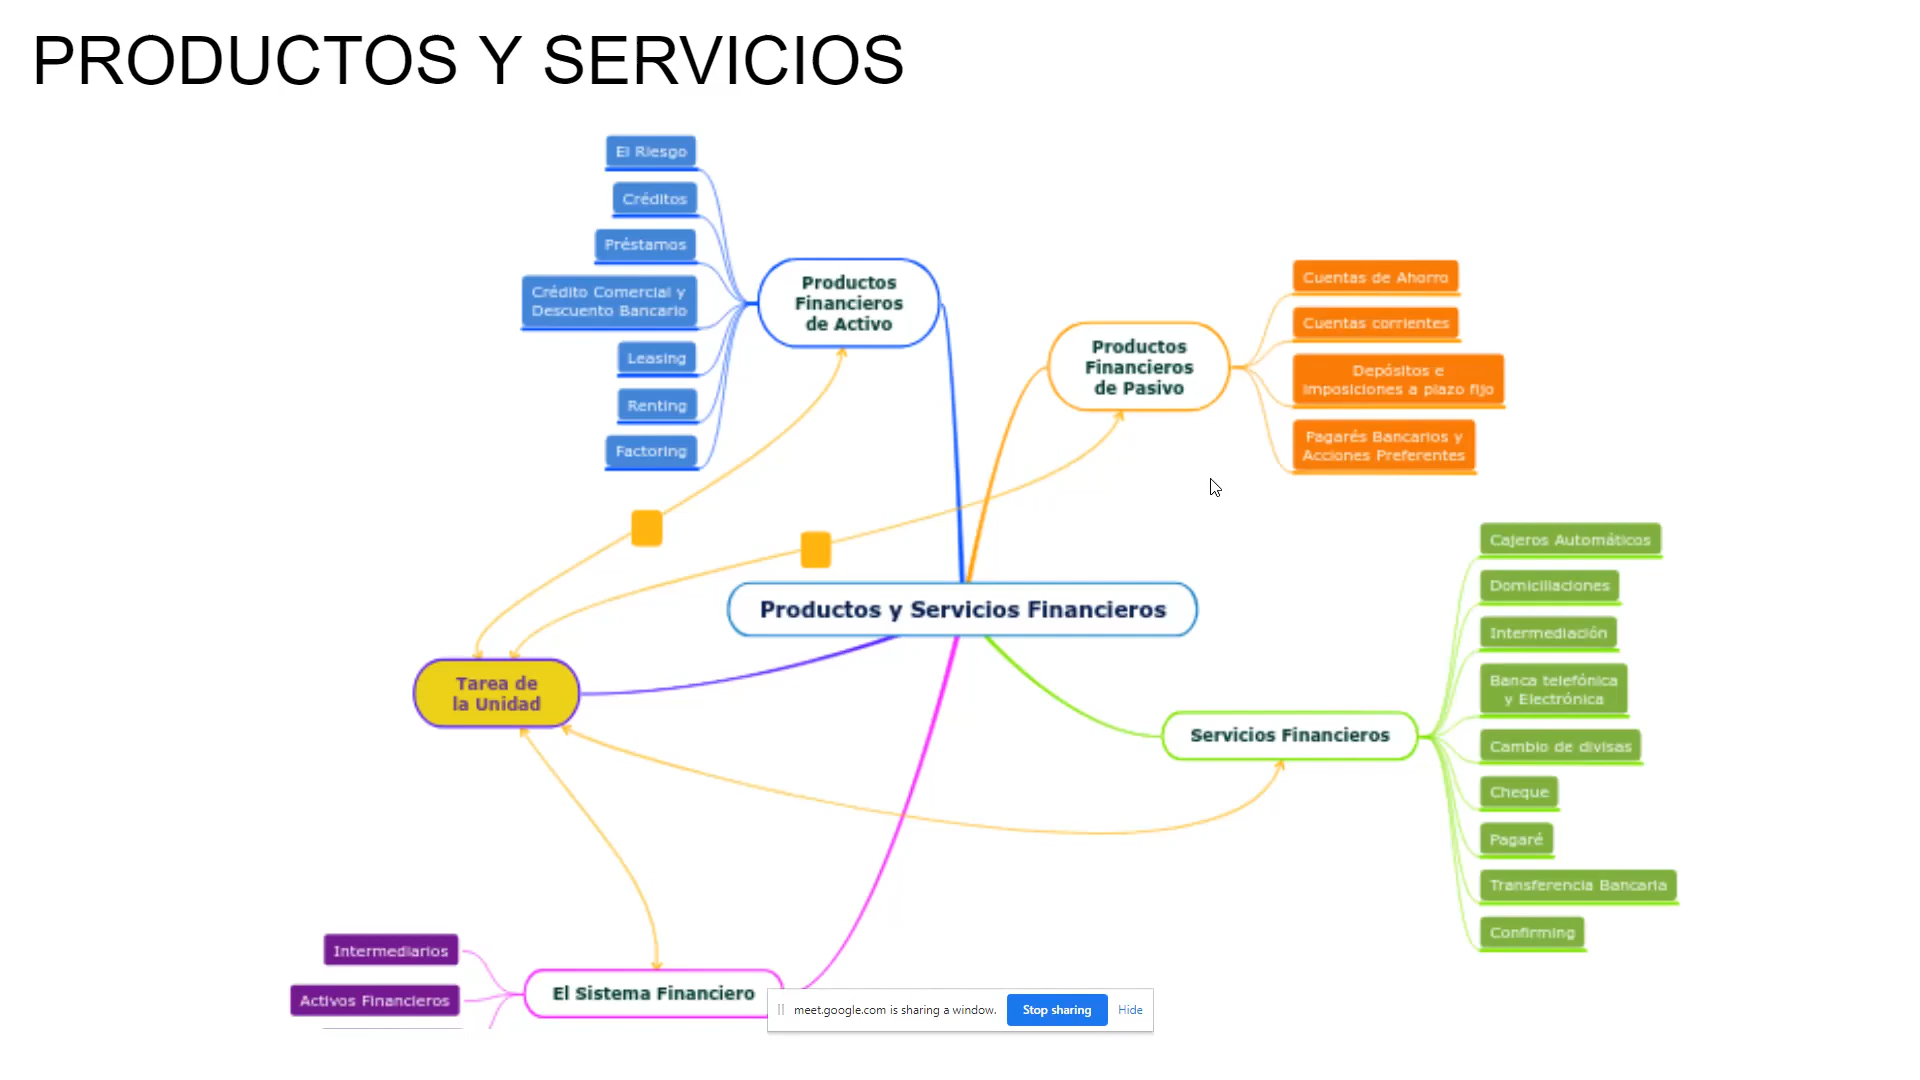 PRODUCTOS Y SERVICIOS
El Riesgo
Créditos
Préstamos
Crédito Comercial y
Descuento Bancario
Leasing
Renting
Factoring
Productos
Financieros
de Activo
Productos
Financieros
de Pasivo
Cuentas de Ahorro
Cuentas corrientes
Depósitos e
imposiciones a plazo fijo
Pagarés Bancarios y
Acciones Preferentes
Productos y Servicios Financieros
Tarea de
la Unidad
Servicios Financieros
Cajeros Automáticos
Domiciliaciones
Intermediación
Banca telefónica
y Electrónica
Cambio de divisas
Cheque
Pagaré
Transferencia Bancaria
Confirming
Intermediarios
Activos Financieros
El Sistema Financiero
meet.google.com is sharing a window.
Stop sharing
Hide